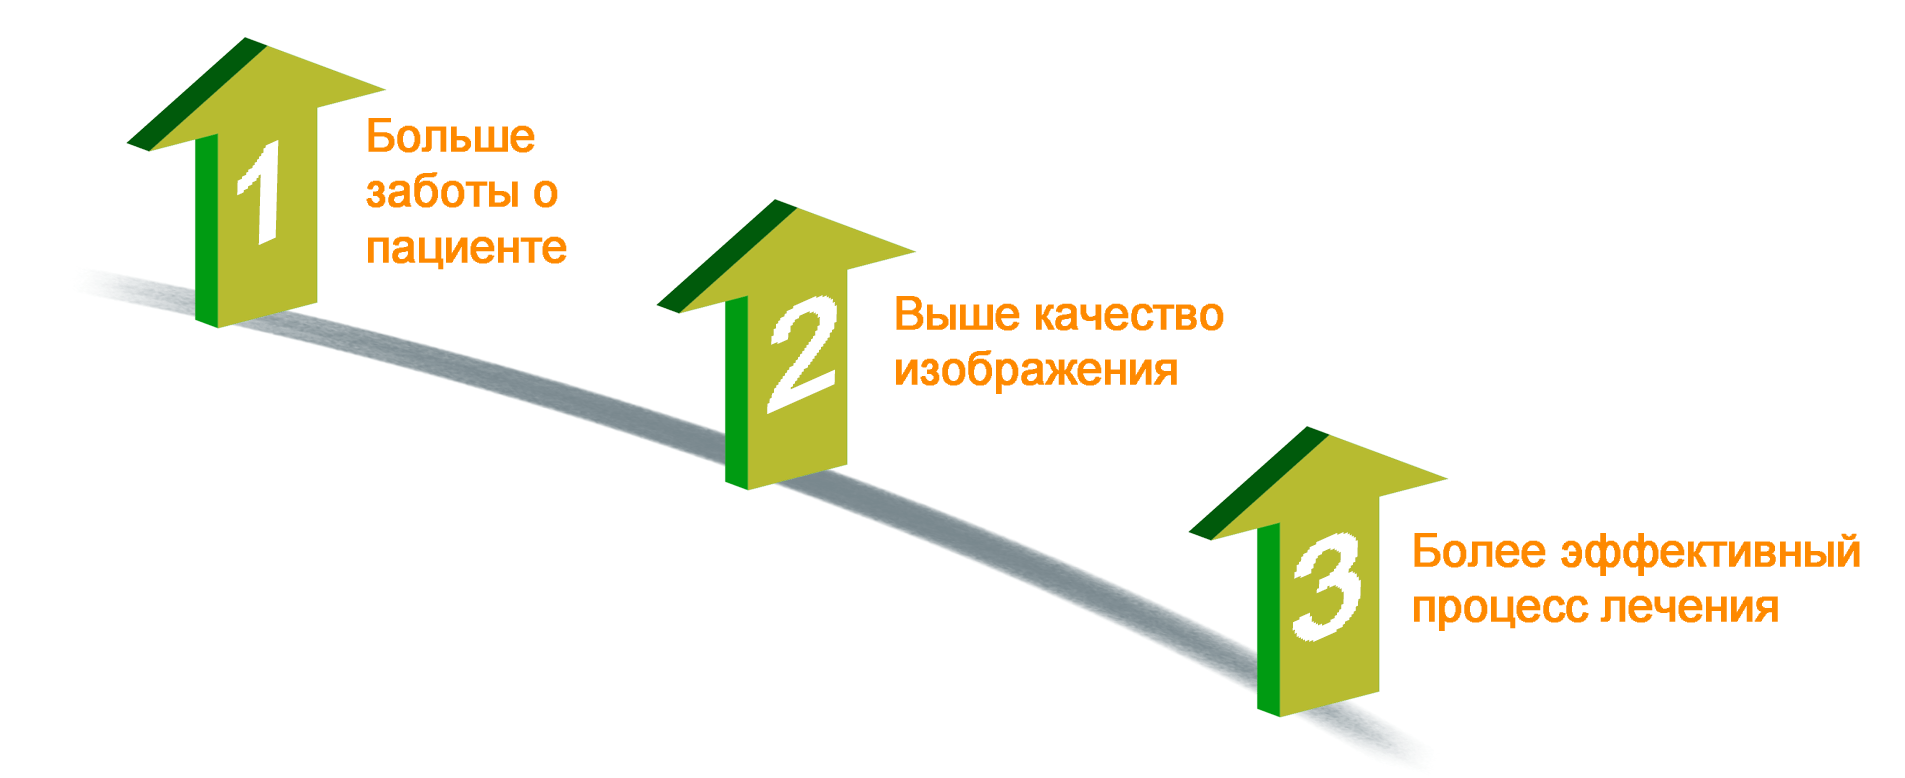 1
Больше
заботы о
пациенте
2
Выше качество
изображения
3
Более эффективный
процесс лечения